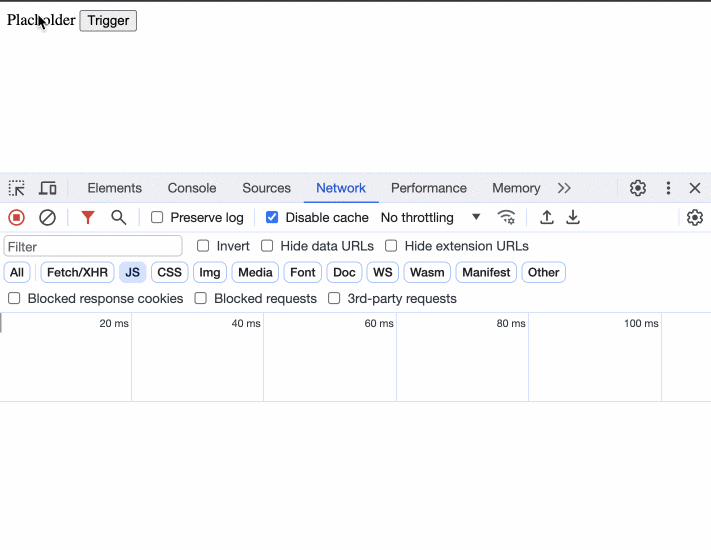 Placholder Trigger
Elements Console Sources Network Performance Memory
Preserve log Disable cache No throttling
Filter Invert Hide data URLs Hide extension URLs
All Fetch/XHR JS CSS Img Media Font Doc WS Wasm Manifest Other
Blocked response cookies Blocked requests 3rd-party requests
20 ms 40 ms 60 ms 80 ms 100 ms